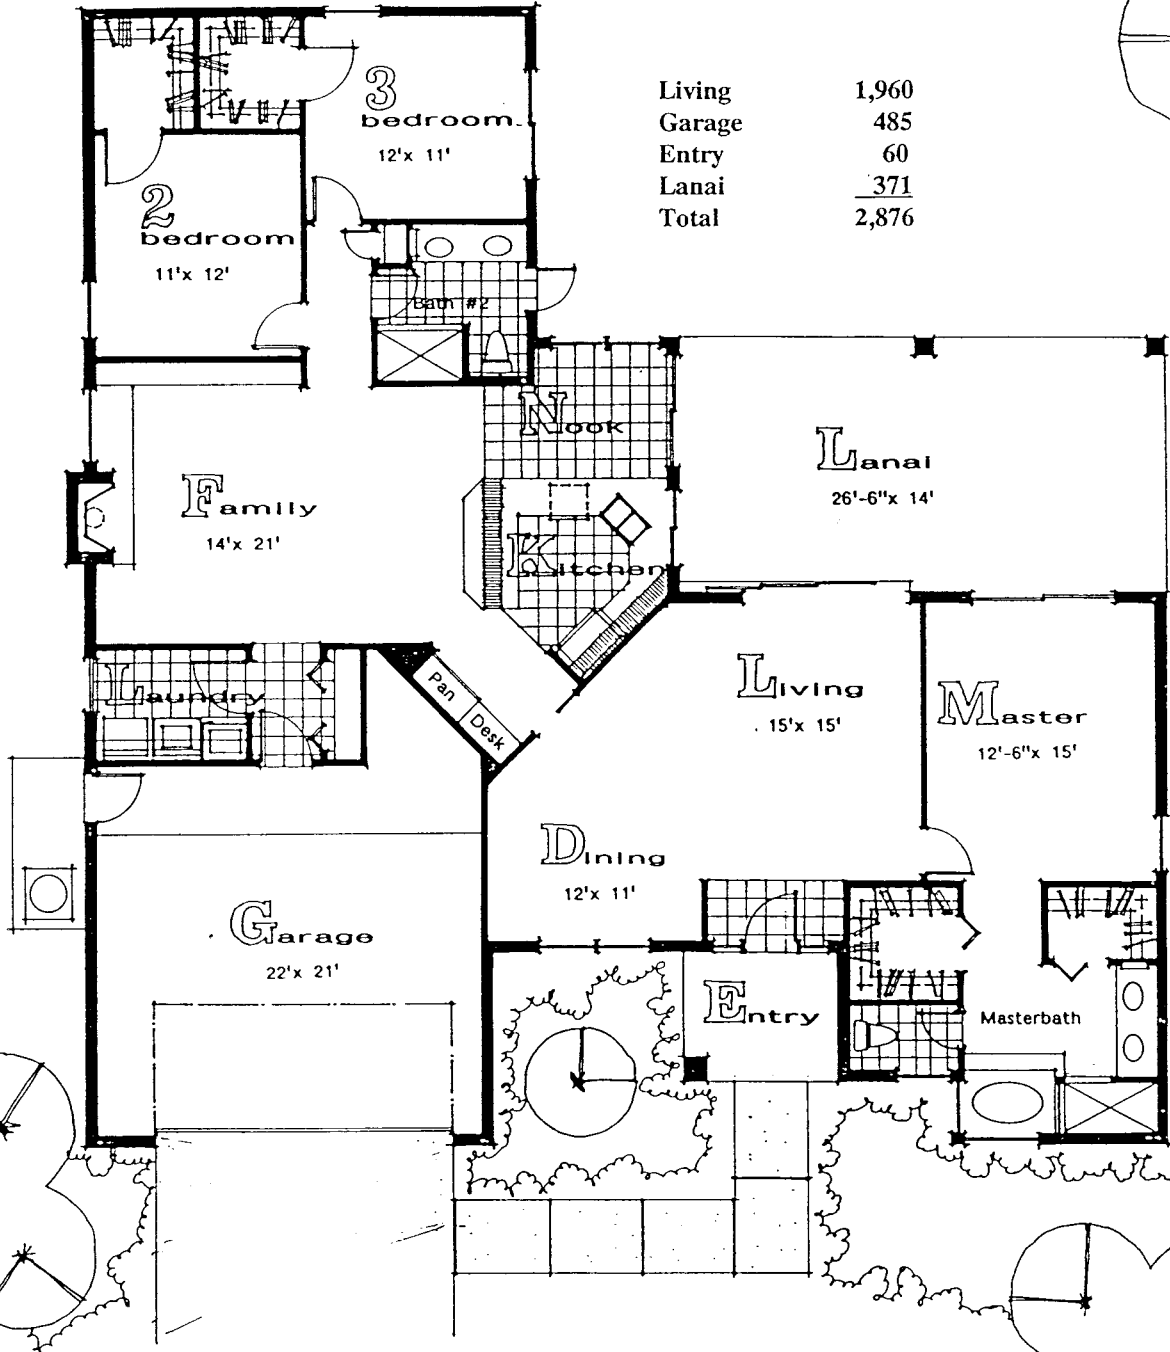 Living 1,960
Garage 485
Entry 60
Lanai 371
Total 2,876
3
bedroom
12'x 11'
2
bedroom
11'x 12'
Bath #2
Nook
Lanai
26'-6"x 14'
Family
14'x 21'
Kitchen
Laundry
Pan
Desk
Living
15'x 15'
Master
12'-6"x 15'
Dining
12'x 11'
Garage
22'x 21'
Entry
Masterbath